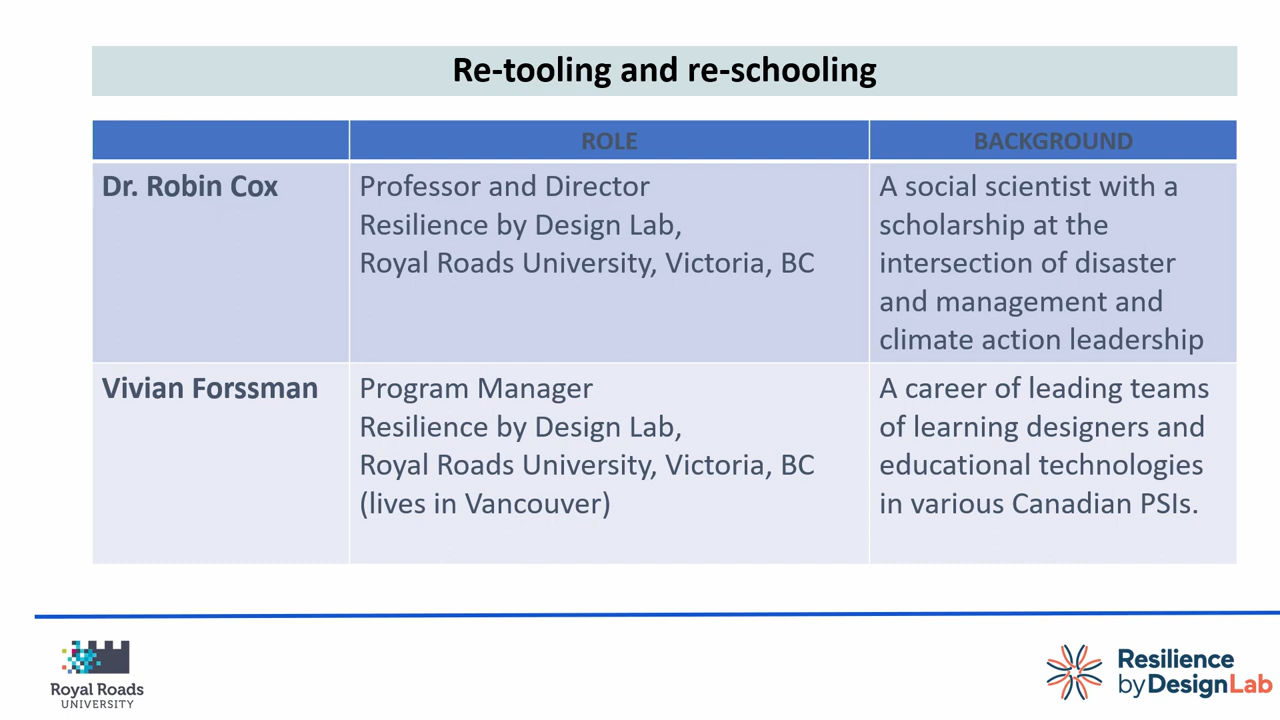 Re-tooling and re-schooling
ROLE
BACKGROUND
Dr. Robin Cox
Professor and Director
Resilience by Design Lab,
Royal Roads University, Victoria, BC
A social scientist with a
scholarship at the
intersection of disaster
and management and
climate action leadership
Vivian Forssman
Program Manager
Resilience by Design Lab,
Royal Roads University, Victoria, BC
(lives in Vancouver)
A career of leading teams
of learning designers and
educational technologies
in various Canadian PSIs.
Royal Roads
UNIVERSITY
Resilience
byDesignLab